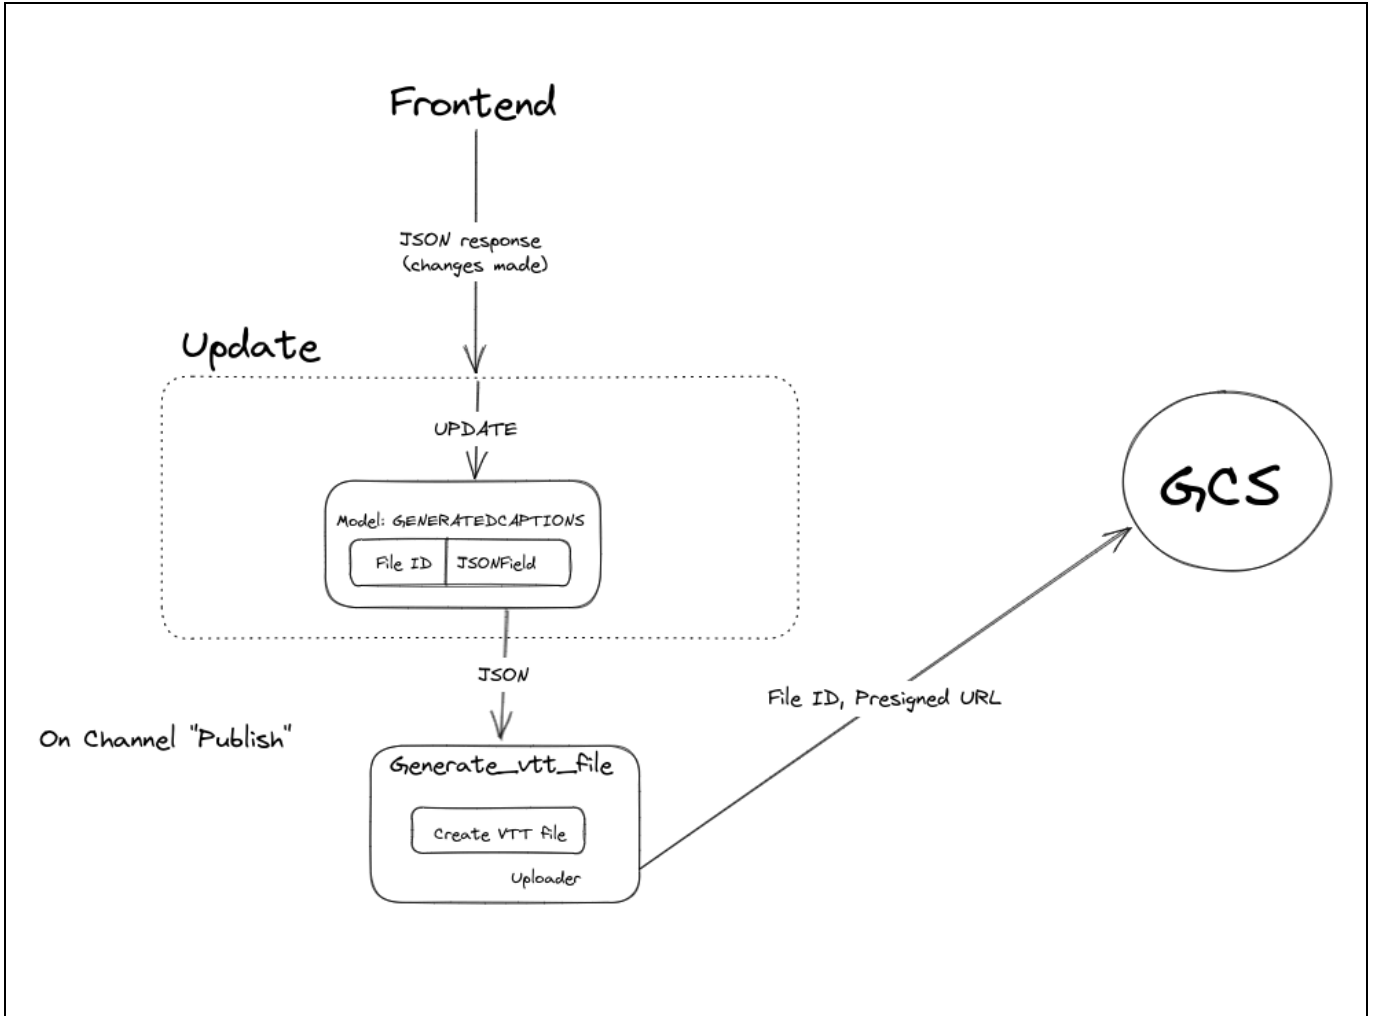 Frontend
JSON response
(changes made)
Update
UPDATE
GCS
Model: GENERATEDCAPTIONS
File ID
JSONField
JSON
File ID, Presigned URL
On Channel "Publish"
Generate_vtt_file
Create VTT file
Uploader